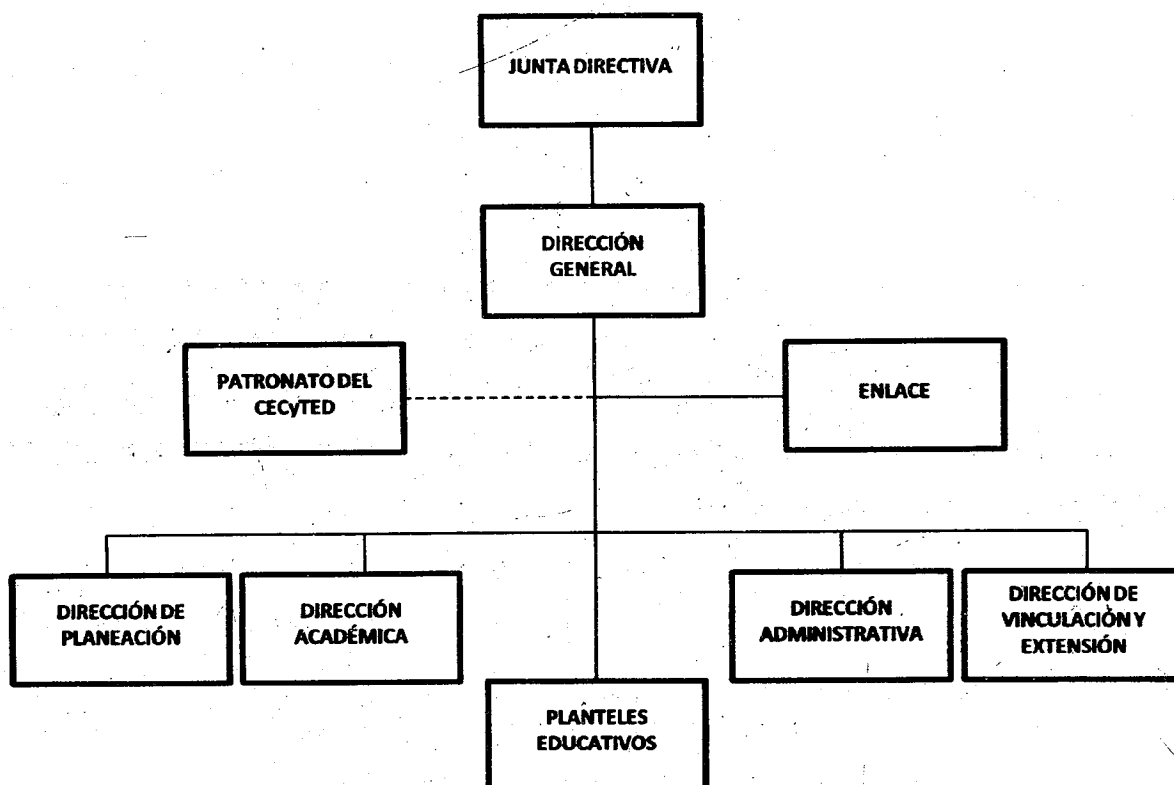 JUNTA DIRECTIVA
DIRECCIÓN
GENERAL
PATRONATO DEL
CECyTED
ENLACE
DIRECCIÓN DE
PLANEACIÓN
DIRECCIÓN
ACADÉMICA
DIRECCIÓN
ADMINISTRATIVA
DIRECCIÓN DE
VINCULACIÓN Y
EXTENSIÓN
PLANTELES
EDUCATIVOS